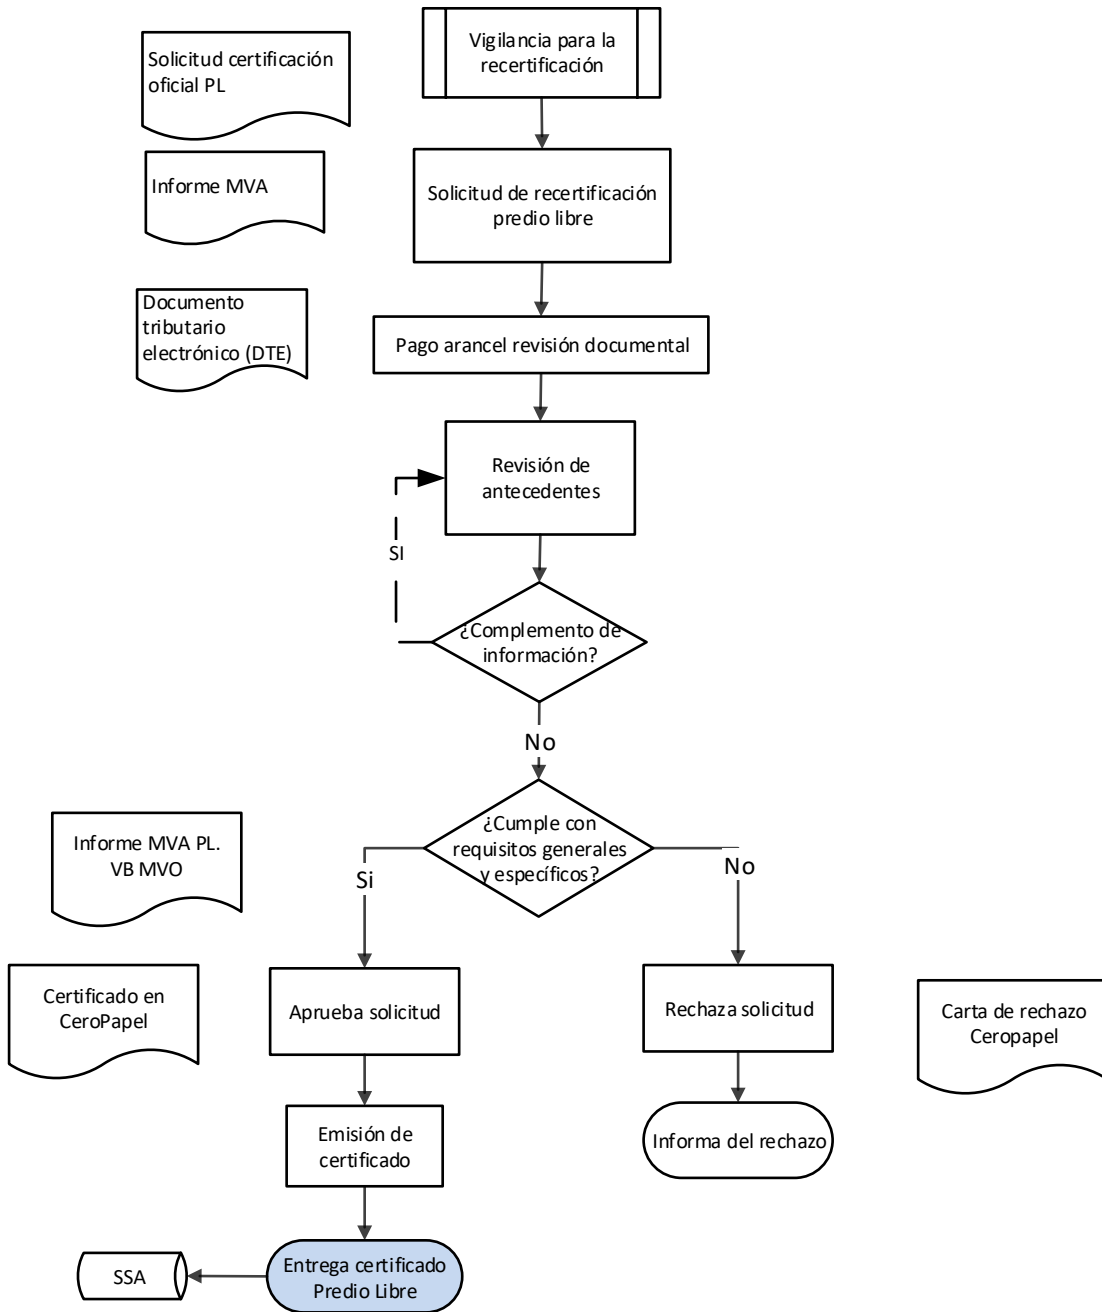 Vigilancia para la
recertificación
Solicitud certificación
oficial PL
Informe MVA
Solicitud de recertificación
predio libre
Documento
tributario
electrónico (DTE)
Pago arancel revisión documental
Revisión de
antecedentes
SI
¿Complemento de
información?
No
¿Cumple con
requisitos generales
y específicos?
Si
No
Informe MVA PL.
VB MVO
Certificado en
CeroPapel
Aprueba solicitud
Rechaza solicitud
Carta de rechazo
Ceropapel
Emisión de
certificado
Informa del rechazo
SSA
Entrega certificado
Predio Libre